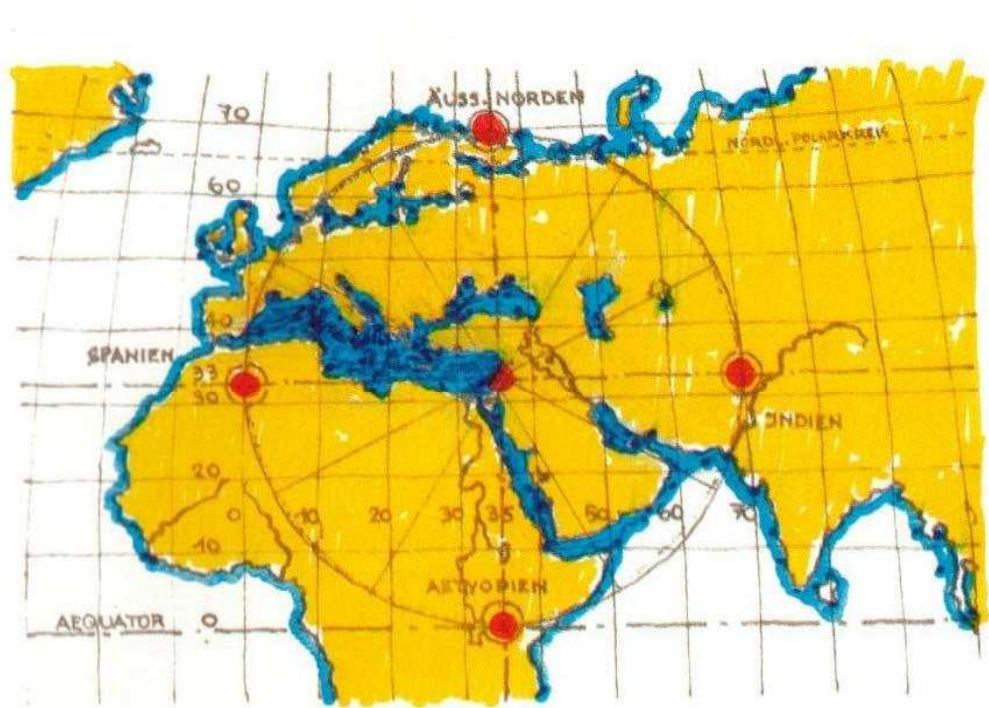 ÄUSS. NORDEN
70
NÖRDL. POLARKREIS
60
40
SPANIEN
33
30
INDIEN
20
0 10 20 30 35 50 60 70
10
AETYOPIEN
AEQUATOR 0